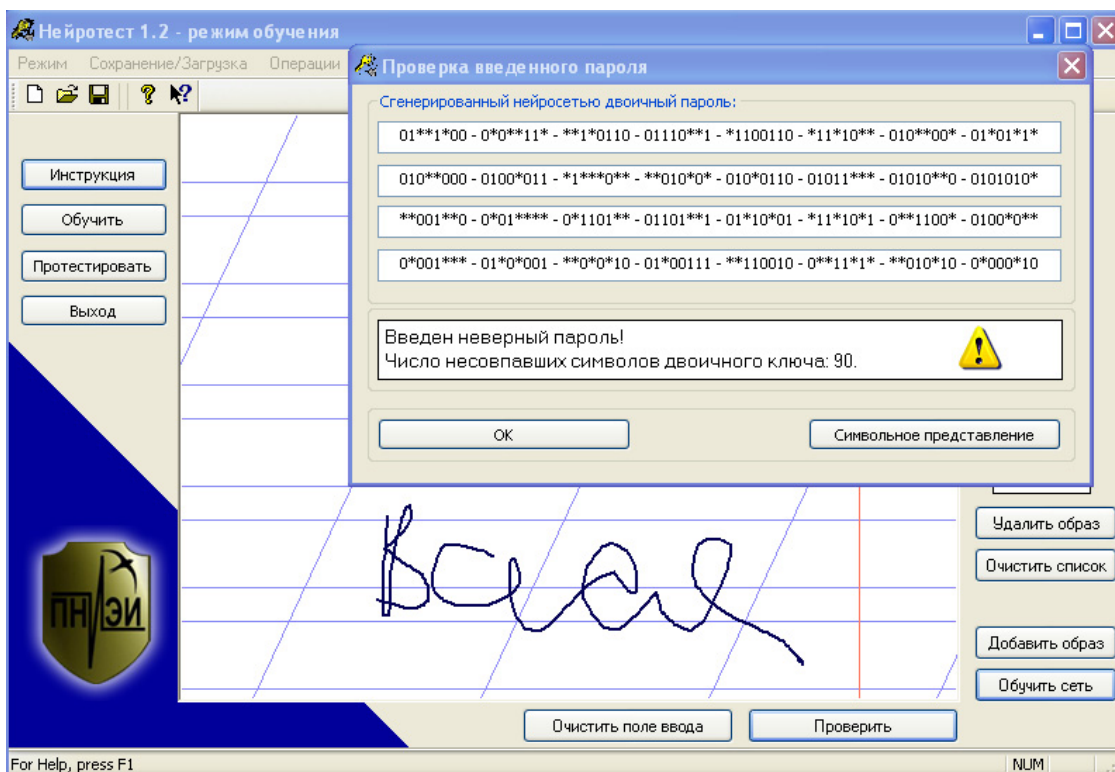 Нейротест 1.2 - режим обучения
Режим Сохранение/Загрузка Операции
Проверка введенного пароля
Сгенерированный нейросетью двоичный пароль:
01**1*00 - 0*0**11* - **1*0110 - 01110**1 - *1100110 - *11*10** - 010**00* - 01*01*1*
010**000 - 0100*011 - *1***0** - **010*0* - 010*0110 - 01011*** - 01010**0 - 0101010*
**001**0 - 0*01**** - 0*1101** - 01101**1 - 01*10*01 - *11*10*1 - 0**1100* - 0100*0**
0*001*** - 01*0*001 - **0*0*10 - 01*00111 - **110010 - 0**11*1* - **010*10 - 0*000*10
Введен неверный пароль!
Число несовпавших символов двоичного ключа: 90.
OK
Символьное представление
Инструкция
Обучить
Протестировать
Выход
ПНИЭИ
Удалить образ
Очистить список
Добавить образ
Обучить сеть
Очистить поле ввода
Проверить
For Help, press F1
NUM